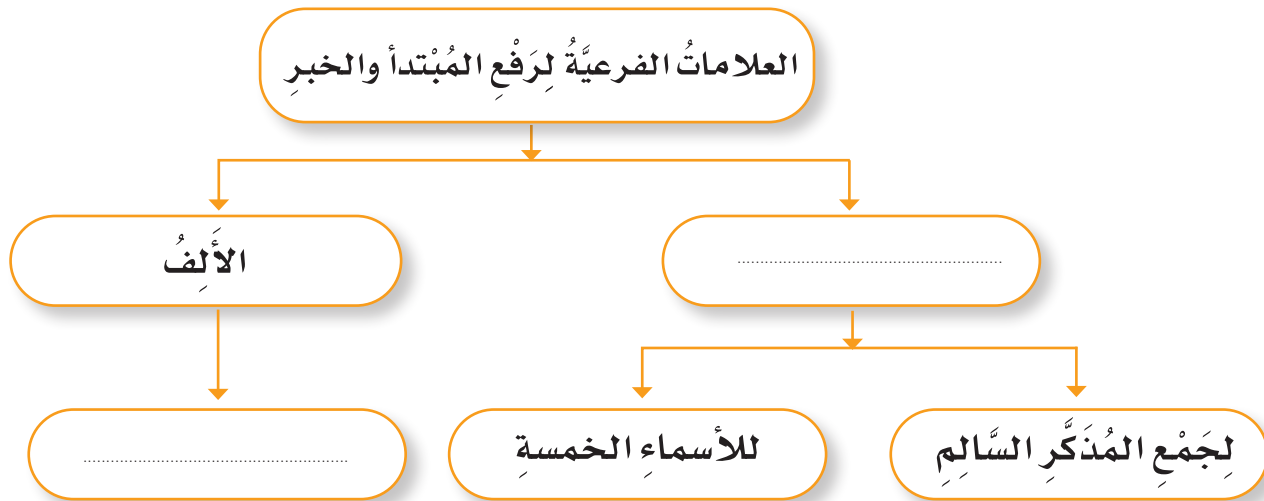 العلاماتُ الفرعيَّةُ لِرَفْعِ المُبْتدأ والخبرِ
........................................
الأَلِفُ
لِجَمْعِ المُذَكَّرِ السَّالِمِ
للأسماءِ الخمسةِ
........................................